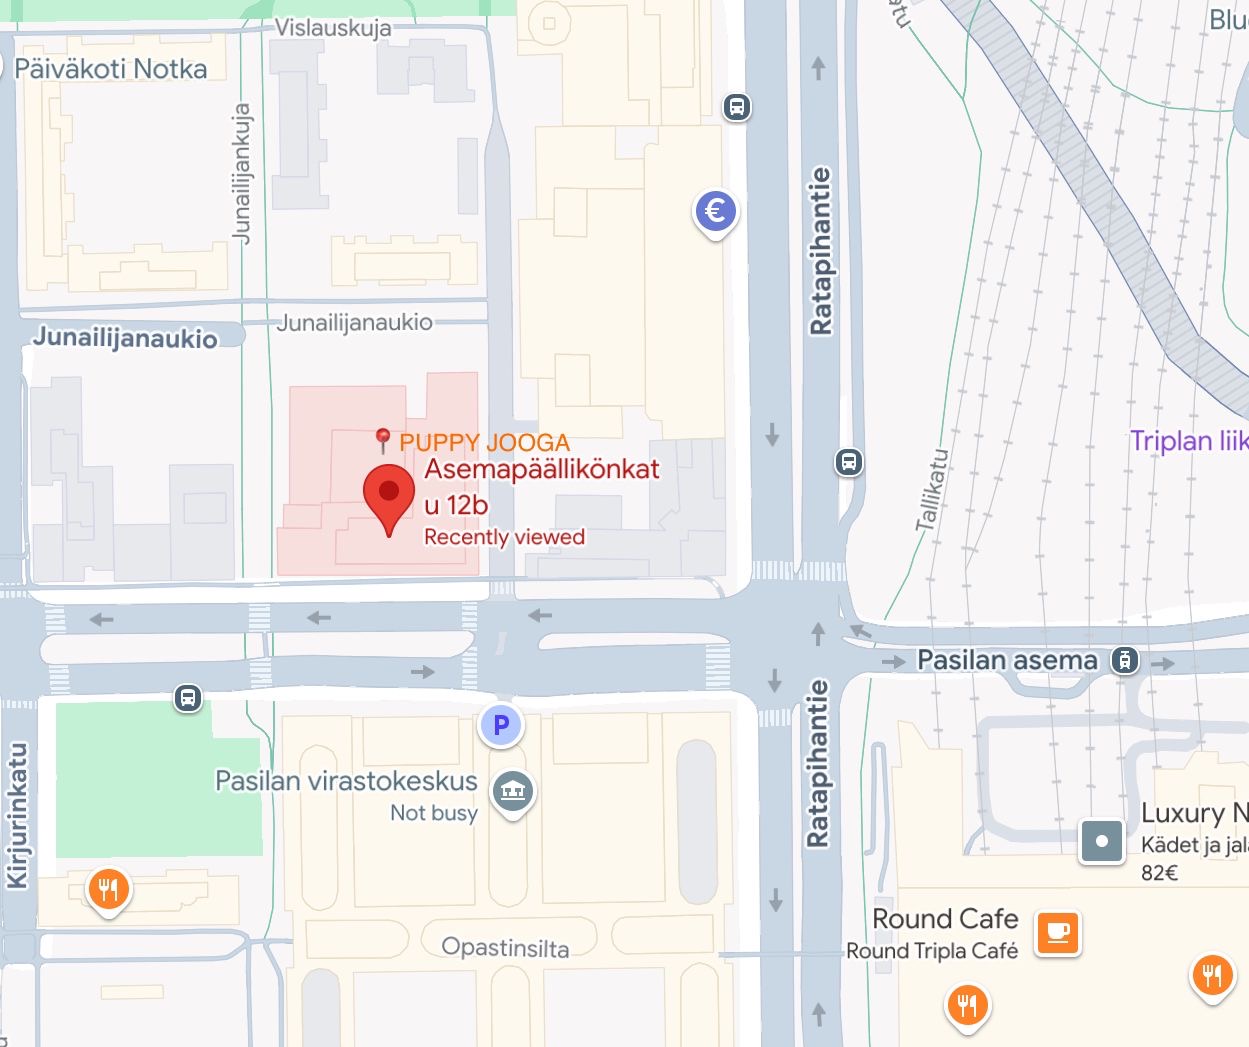 Vislauskuja
atu
Blu
Päiväkoti Notka
Junailijankuja
Ratapihantie
€
Junailijanaukio
Junailijanaukio
PUPPY JOOGA
Asemapäällikönkat
u 12b
Recently viewed
Triplan liik
Tallikatu
Pasilan asema
P
Pasilan virastokeskus
Not busy
Kirjurinkatu
Ratapihantie
Luxury N
Kädet ja jala
82€
Round Cafe
Round Tripla Café
Opastinsilta